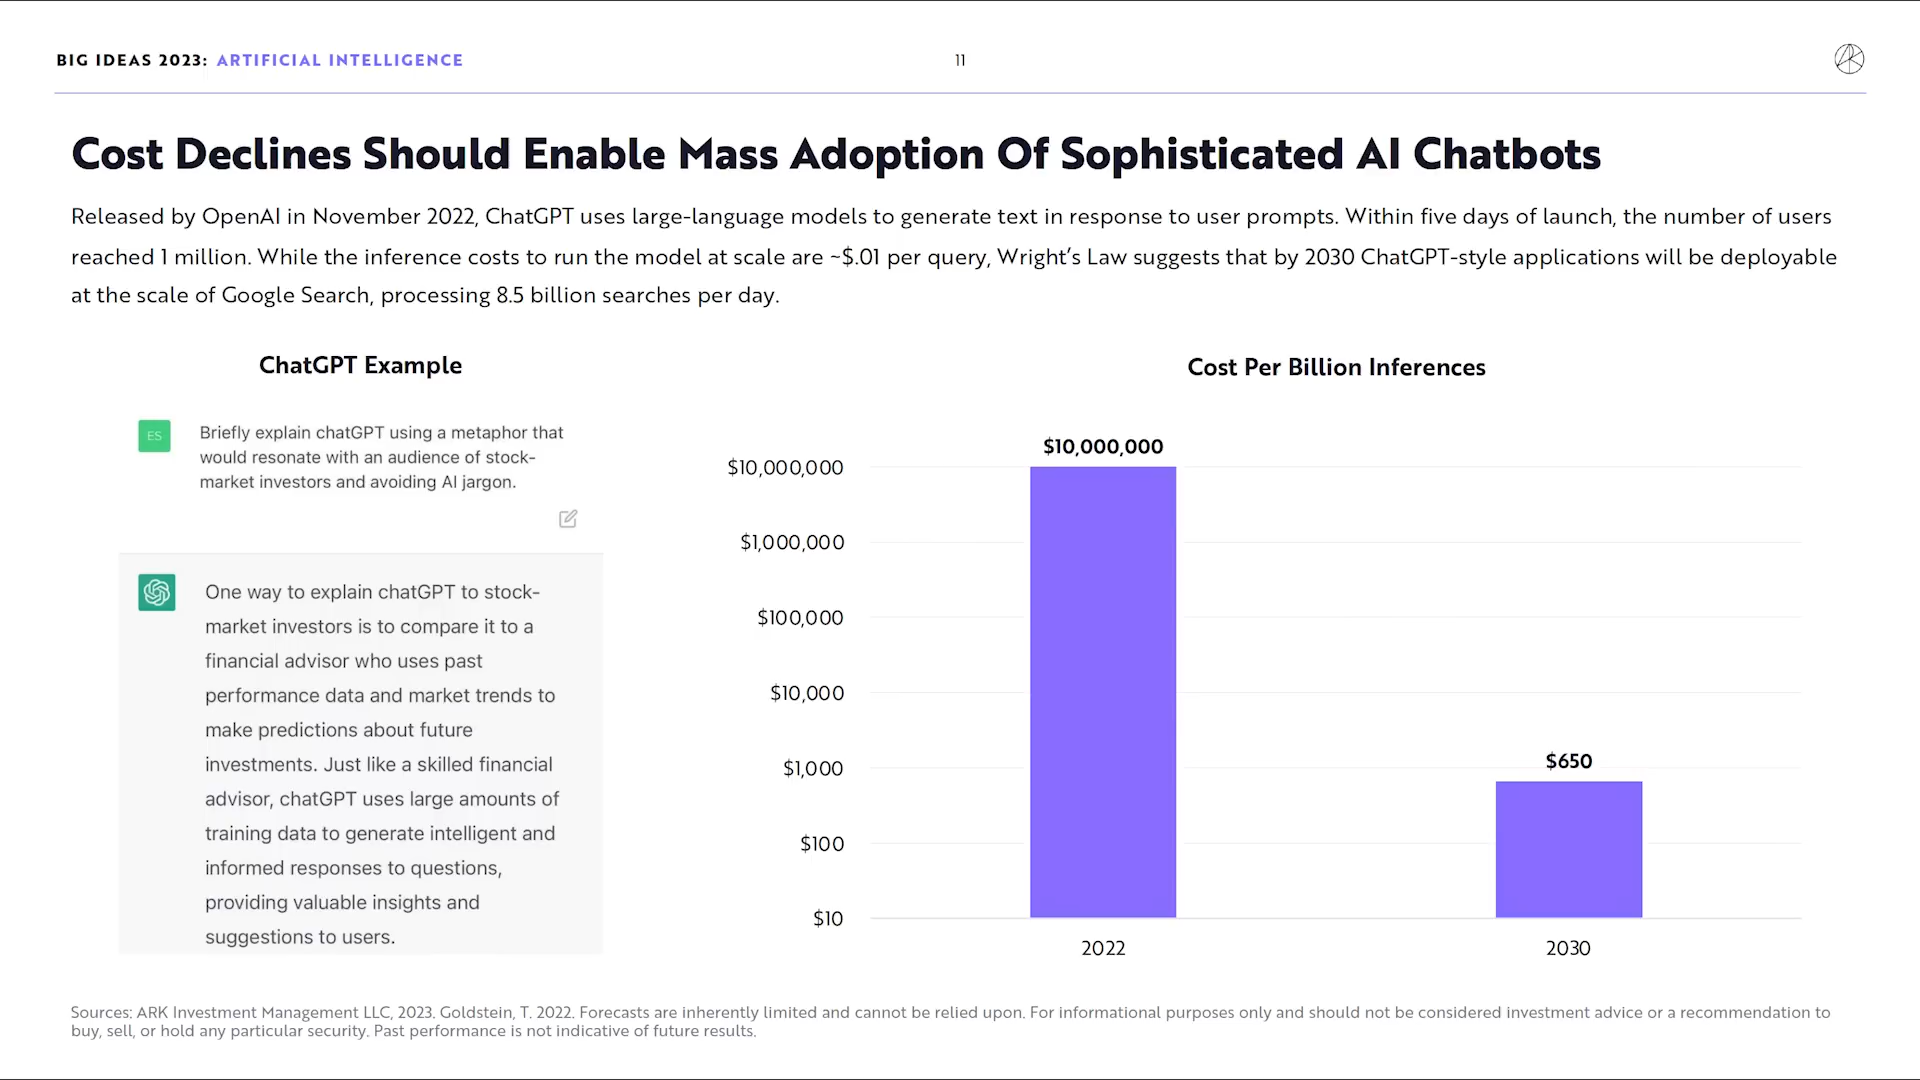 BIG IDEAS 2023: ARTIFICIAL INTELLIGENCE
11
Cost Declines Should Enable Mass Adoption Of Sophisticated AI Chatbots
Released by OpenAI in November 2022, ChatGPT uses large-language models to generate text in response to user prompts. Within five days of launch, the number of users
reached 1 million. While the inference costs to run the model at scale are ~$.01 per query, Wright's Law suggests that by 2030 ChatGPT-style applications will be deployable
at the scale of Google Search, processing 8.5 billion searches per day.
ChatGPT Example
ES
Briefly explain chatGPT using a metaphor that
would resonate with an audience of stock-
market investors and avoiding AI jargon.
One way to explain chatGPT to stock-
market investors is to compare it to a
financial advisor who uses past
performance data and market trends to
make predictions about future
investments. Just like a skilled financial
advisor, chatGPT uses large amounts of
training data to generate intelligent and
informed responses to questions,
providing valuable insights and
suggestions to users.
Cost Per Billion Inferences
$10,000,000
$10,000,000
$1,000,000
$100,000
$10,000
$1,000
$650
$100
$10
2022
2030
Sources: ARK Investment Management LLC, 2023. Goldstein, T. 2022. Forecasts are inherently limited and cannot be relied upon. For informational purposes only and should not be considered investment advice or a recommendation to
buy, sell, or hold any particular security. Past performance is not indicative of future results.